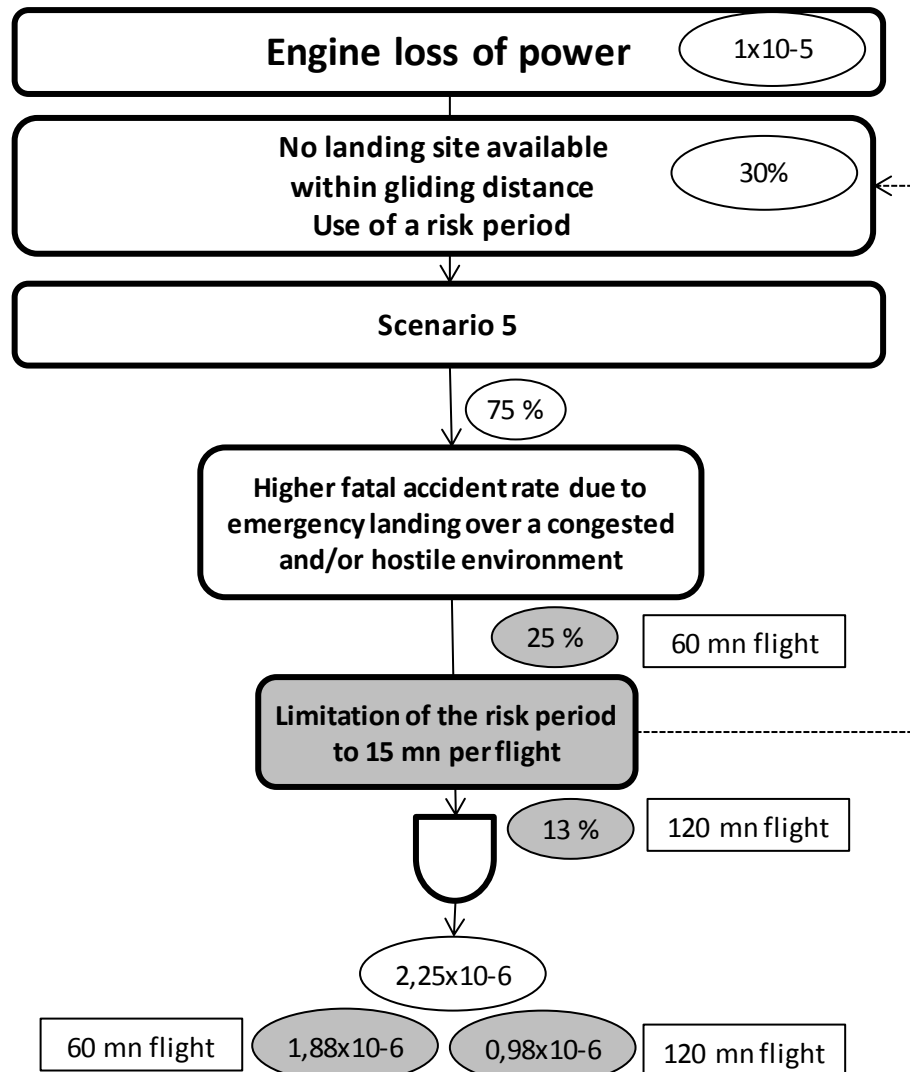 Engine loss of power
1x10-5
No landing site available
within gliding distance
Use of a risk period
30%
Scenario 5
75 %
Higher fatal accident rate due to
emergency landing over a congested
and/or hostile environment
25 %
60 mn flight
Limitation of the risk period
to 15 mn per flight
13 %
120 mn flight
2,25x10-6
60 mn flight
1,88x10-6
0,98x10-6
120 mn flight